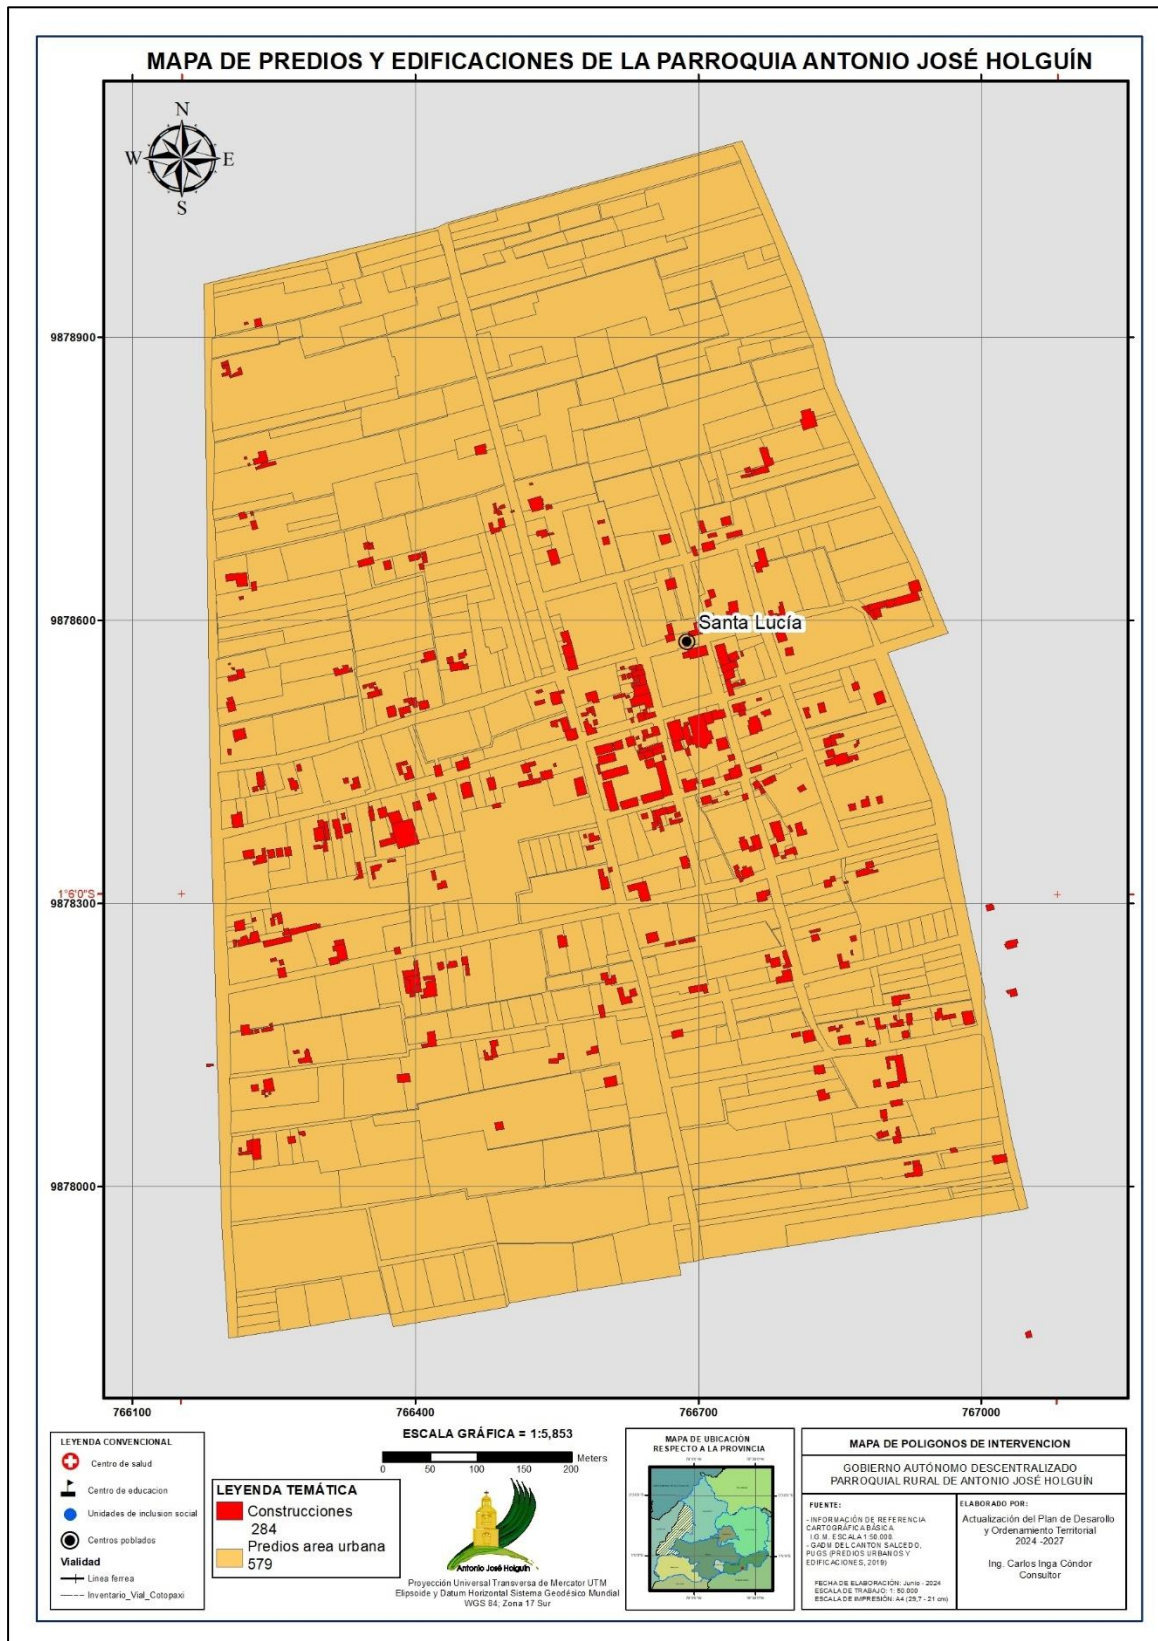 MAPA DE PREDIOS Y EDIFICACIONES DE LA PARROQUIA ANTONIO JOSÉ HOLGUÍN
N
W
E
S
9878900
9878600
Santa Lucía
1°6'0"S
9878300
9878000
766100
766400
766700
767000
LEYENDA CONVENCIONAL
Centro de salud
Centro de educacion
Unidades de inclusion social
Centros poblados
Vialidad
Linea ferrea
Inventario_Vial_Cotopaxi
LEYENDA TEMÁTICA
Construcciones
284
Predios area urbana
579
ESCALA GRÁFICA = 1:5,853
Meters
0 50 100 150 200
Antonio José Holguín
Proyección Universal Transversa de Mercator UTM
Elipsoide y Datum Horizontal Sistema Geodésico Mundial
WGS 84; Zona 17 Sur
MAPA DE UBICACIÓN
RESPECTO A LA PROVINCIA
MAPA DE POLIGONOS DE INTERVENCION
GOBIERNO AUTÓNOMO DESCENTRALIZADO
PARROQUIAL RURAL DE ANTONIO JOSÉ HOLGUÍN
FUENTE:
- INFORMACIÓN DE REFERENCIA
CARTOGRÁFICA BÁSICA
I.G.M. ESCALA 1:50.000.
- GADM DEL CANTON SALCEDO,
PUGS (PREDIOS URBANOS Y
EDIFICACIONES, 2019)
FECHA DE ELABORACIÓN: Junio - 2024
ESCALA DE TRABAJO: 1: 50 000
ESCALA DE IMPRESIÓN: A4 (29,7 - 21 cm)
ELABORADO POR:
Actualización del Plan de Desarollo
y Ordenamiento Territorial
2024 -2027
Ing. Carlos Inga Cóndor
Consultor